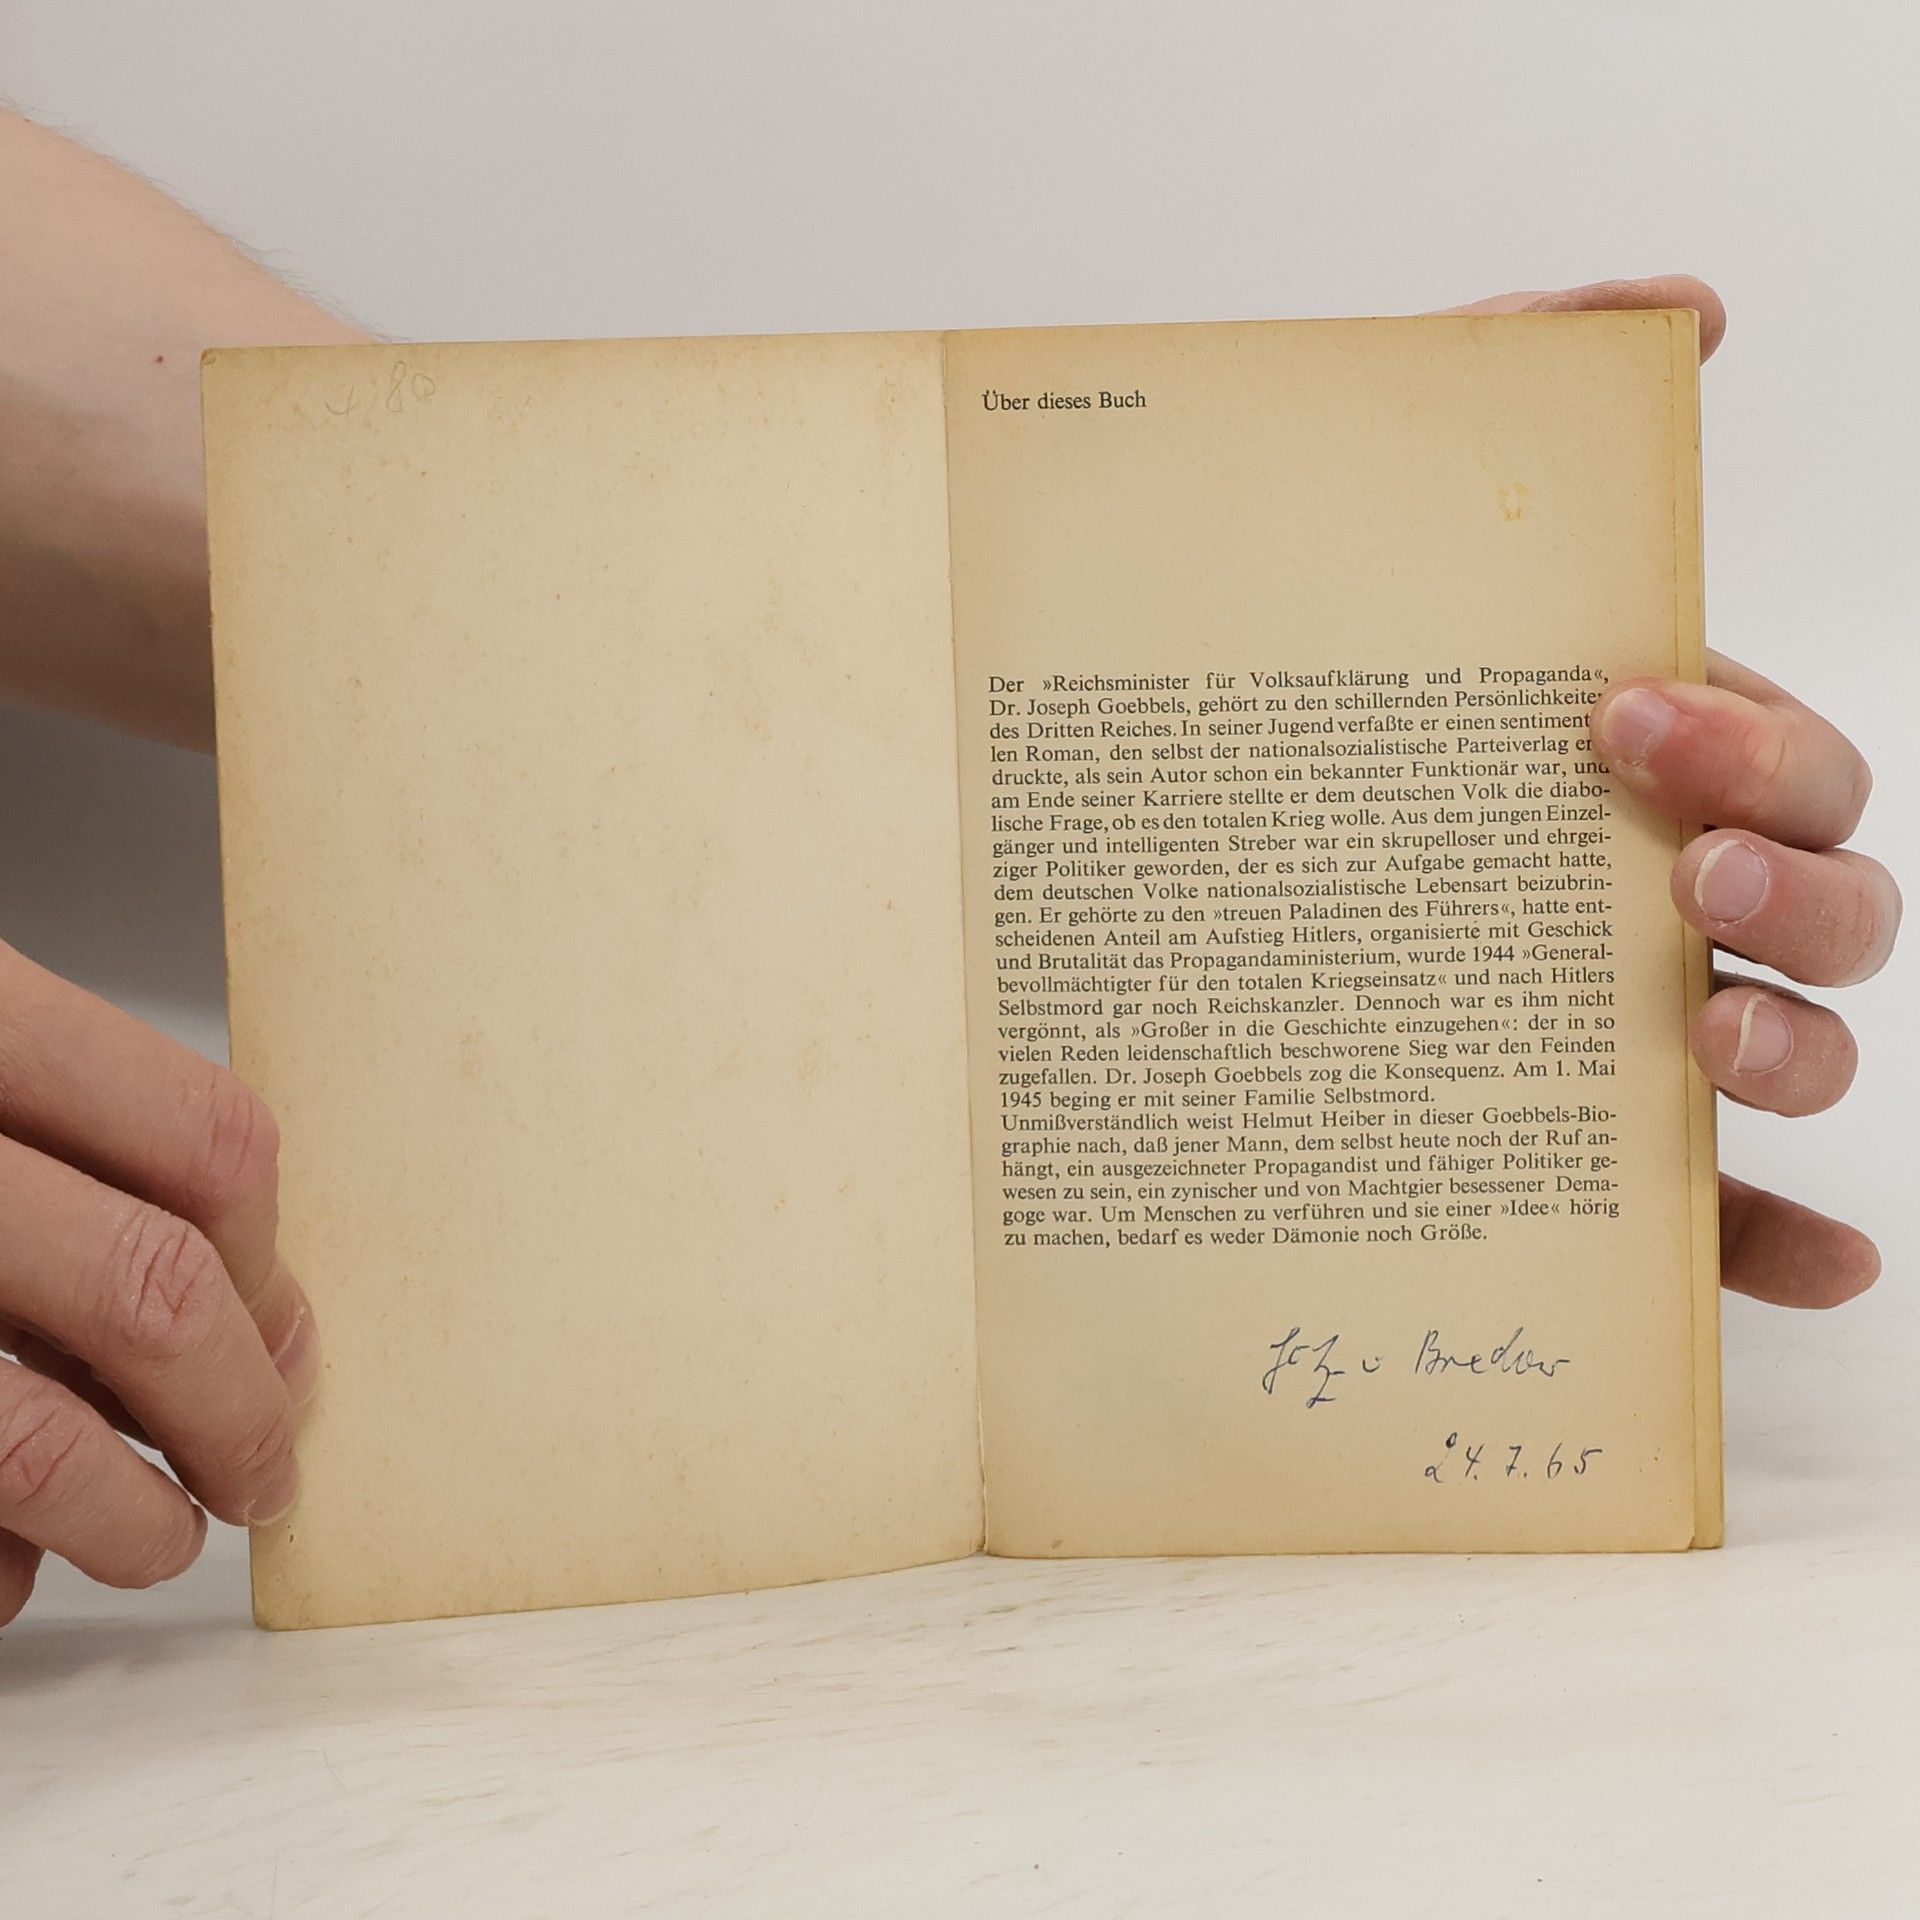 80
Über dieses Buch
Der »Reichsminister für Volksaufklärung und Propaganda«,
Dr. Joseph Goebbels, gehört zu den schillernden Persönlichkeite
des Dritten Reiches. In seiner Jugend verfaßte er einen sentiment
len Roman, den selbst der nationalsozialistische Parteiverlag er
druckte, als sein Autor schon ein bekannter Funktionär war, und
am Ende seiner Karriere stellte er dem deutschen Volk die diabo-
lische Frage, ob es den totalen Krieg wolle. Aus dem jungen Einzel-
gänger und intelligenten Streber war ein skrupelloser und ehrgei-
ziger Politiker geworden, der es sich zur Aufgabe gemacht hatte,
dem deutschen Volke nationalsozialistische Lebensart beizubrin-
gen. Er gehörte zu den »treuen Paladinen des Führers«, hatte ent-
scheidenen Anteil am Aufstieg Hitlers, organisierte mit Geschick
und Brutalität das Propagandaministerium, wurde 1944 »General-
bevollmächtigter für den totalen Kriegseinsatz« und nach Hitlers
Selbstmord gar noch Reichskanzler. Dennoch war es ihm nicht
vergönnt, als »Großer in die Geschichte einzugehen«: der in so
vielen Reden leidenschaftlich beschworene Sieg war den Feinden
zugefallen. Dr. Joseph Goebbels zog die Konsequenz. Am 1. Mai
1945 beging er mit seiner Familie Selbstmord.
Unmißverständlich weist Helmut Heiber in dieser Goebbels-Bio-
graphie nach, daß jener Mann, dem selbst heute noch der Ruf an-
hängt, ein ausgezeichneter Propagandist und fähiger Politiker ge-
wesen zu sein, ein zynischer und von Machtgier besessener Dema-
goge war. Um Menschen zu verführen und sie einer »Idee« hörig
zu machen, bedarf es weder Dämonie noch Größe.
v Bredow
24. 7. 65